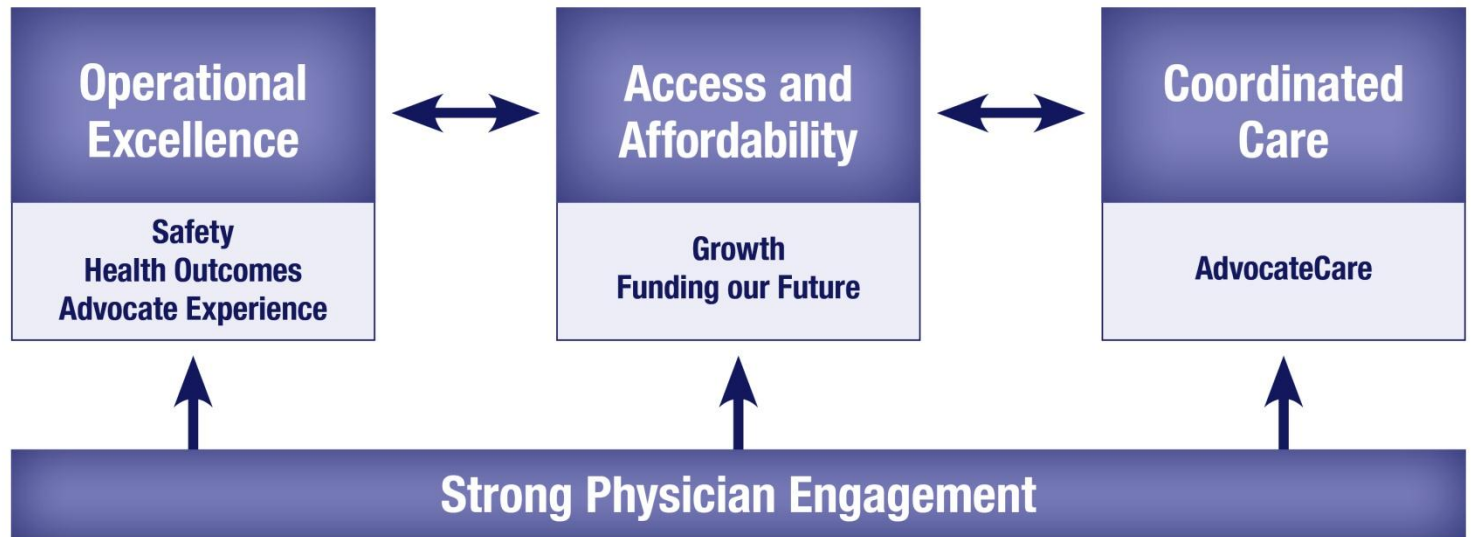 Operational
Excellence
Safety
Health Outcomes
Advocate Experience
Access and
Affordability
Growth
Funding our Future
Coordinated
Care
AdvocateCare
Strong Physician Engagement